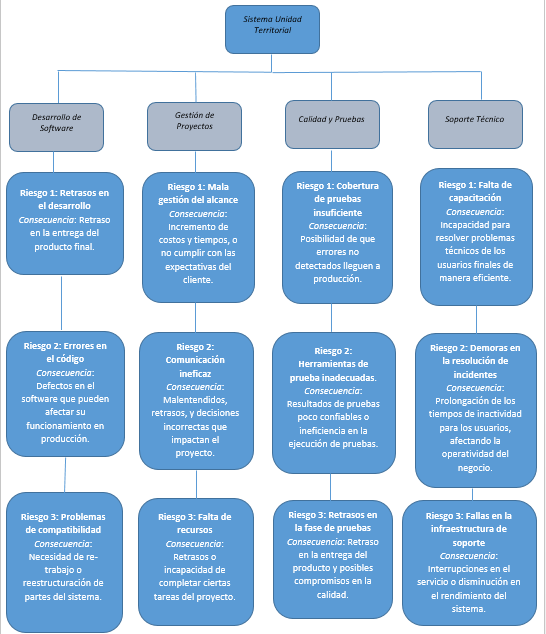 Sistema Unidad
Territorial
Desarrollo de
Software
Gestión de
Proyectos
Calidad y Pruebas
Soporte Técnico
Riesgo 1: Retrasos en
el desarrollo
Consecuencia: Retraso
en la entrega del
producto final.
Riesgo 1: Mala
gestión del alcance
Consecuencia:
Incremento de
costos y tiempos, o
no cumplir con las
expectativas del
cliente.
Riesgo 1: Cobertura
de pruebas
insuficiente
Consecuencia:
Posibilidad de que
errores no
detectados lleguen a
producción.
Riesgo 1: Falta de
capacitación
Consecuencia:
Incapacidad para
resolver problemas
técnicos de los
usuarios finales de
manera eficiente.
Riesgo 2: Errores en
el código
Consecuencia:
Defectos en el
software que pueden
afectar su
funcionamiento en
producción.
Riesgo 2:
Comunicación
ineficaz
Consecuencia:
Malentendidos,
retrasos, y decisiones
incorrectas que
impactan el
proyecto.
Riesgo 2:
Herramientas de
prueba inadecuadas.
Consecuencia:
Resultados de pruebas
poco confiables o
ineficiencia en la
ejecución de pruebas.
Riesgo 2: Demoras en
la resolución de
incidentes
Consecuencia:
Prolongación de los
tiempos de inactividad
para los usuarios,
afectando la
operatividad del
negocio.
Riesgo 3: Problemas
de compatibilidad
Consecuencia:
Necesidad de re-
trabajo o
reestructuración de
partes del sistema.
Riesgo 3: Falta de
recursos
Consecuencia:
Retrasos o
incapacidad de
completar ciertas
tareas del proyecto.
Riesgo 3: Retrasos en
la fase de pruebas
Consecuencia: Retraso
en la entrega del
producto y posibles
compromisos en la
calidad.
Riesgo 3: Fallas en la
infraestructura de
soporte
Consecuencia:
Interrupciones en el
servicio o disminución en
el rendimiento del
sistema.